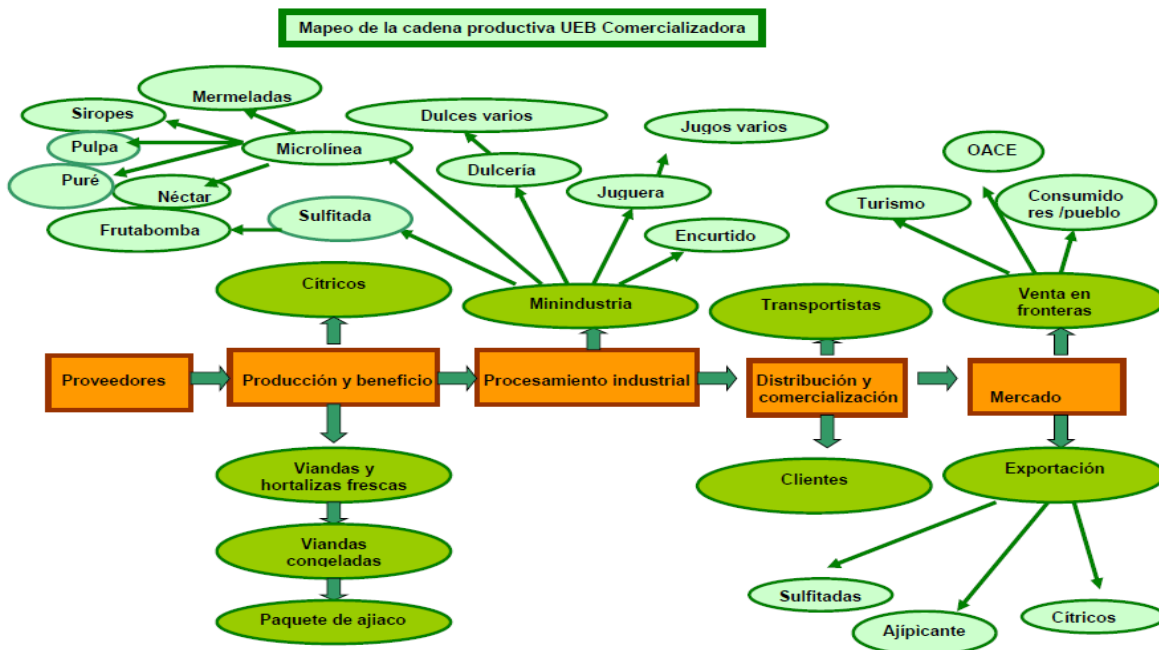 Mapeo de la cadena productiva UEB Comercializadora
Mermeladas
Siropes
Pulpa
Puré
Néctar
Microlínea
Frutabomba
Sulfitada
Dulces varios
Dulcería
Jugos varios
Juguera
Encurtido
OACE
Turismo
Consumido
res /pueblo
Cítricos
Minindustria
Transportistas
Venta en
fronteras
Proveedores
Producción y beneficio
Procesamiento industrial
Distribución y
comercialización
Mercado
Viandas y
hortalizas frescas
Viandas
congeladas
Paquete de ajiaco
Clientes
Exportación
Sulfitadas
Ajípicante
Cítricos